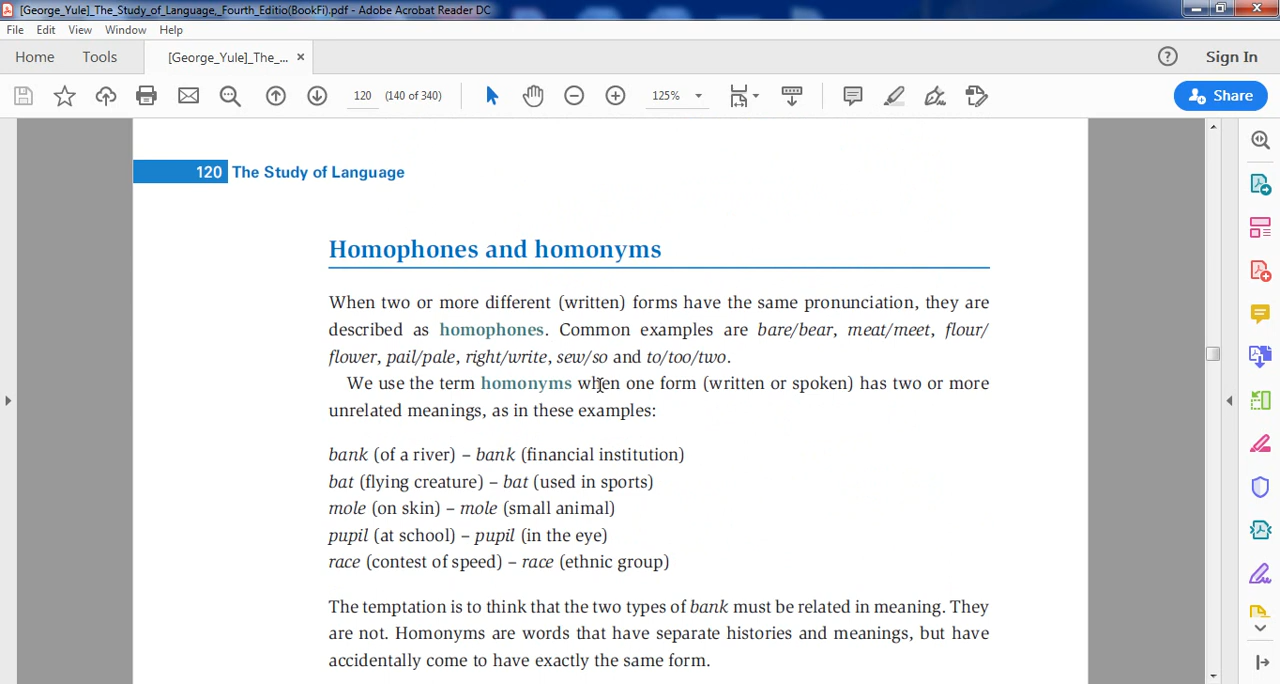 [George_Yule]_The_Study_of_Language,_Fourth_Editio(BookFi).pdf - Adobe Acrobat Reader DC
File Edit View Window Help
Home Tools [George_Yule]_The_... × Sign In
120 (140 of 340) 125% Share
120 The Study of Language
Homophones and homonyms
When two or more different (written) forms have the same pronunciation, they are
described as homophones. Common examples are bare/bear, meat/meet, flour/
flower, pail/pale, right/write, sew/so and to/too/two.
We use the term homonyms when one form (written or spoken) has two or more
unrelated meanings, as in these examples:
bank (of a river) – bank (financial institution)
bat (flying creature) – bat (used in sports)
mole (on skin) – mole (small animal)
pupil (at school) – pupil (in the eye)
race (contest of speed) – race (ethnic group)
The temptation is to think that the two types of bank must be related in meaning. They
are not. Homonyms are words that have separate histories and meanings, but have
accidentally come to have exactly the same form.